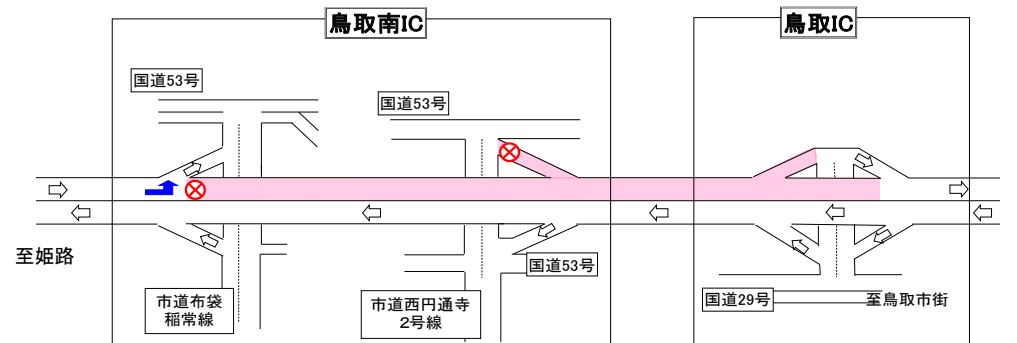 鳥取南IC
鳥取IC
国道53号
国道53号
至姫路
国道53号
市道布袋
稲常線
市道西円通寺
2号線
国道29号
至鳥取市街